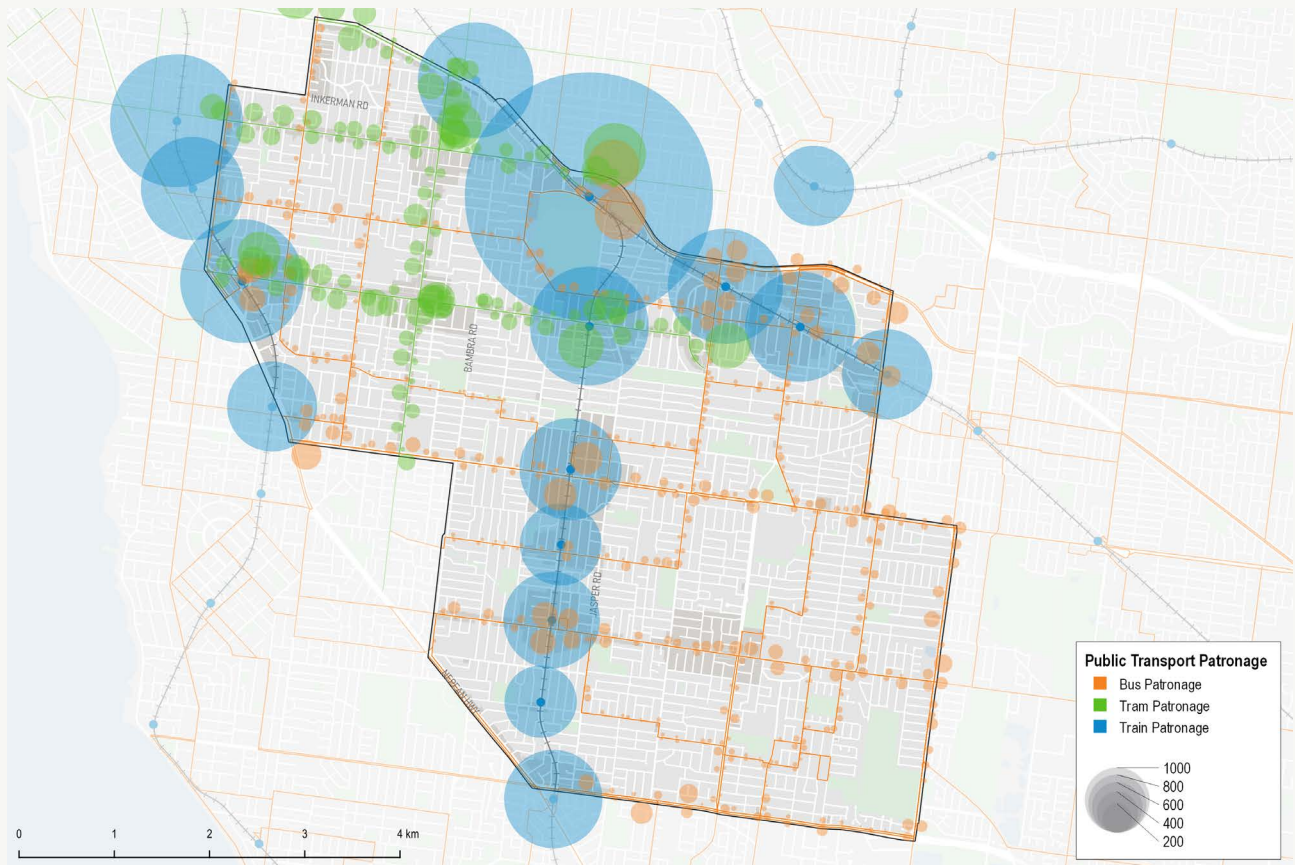 INKERMAN RD
BAMBRA RD
JASPER RD
NEPEAN HWY
Public Transport Patronage
Bus Patronage
Tram Patronage
Train Patronage
1000
800
600
400
200
0 1 2 3 4 km